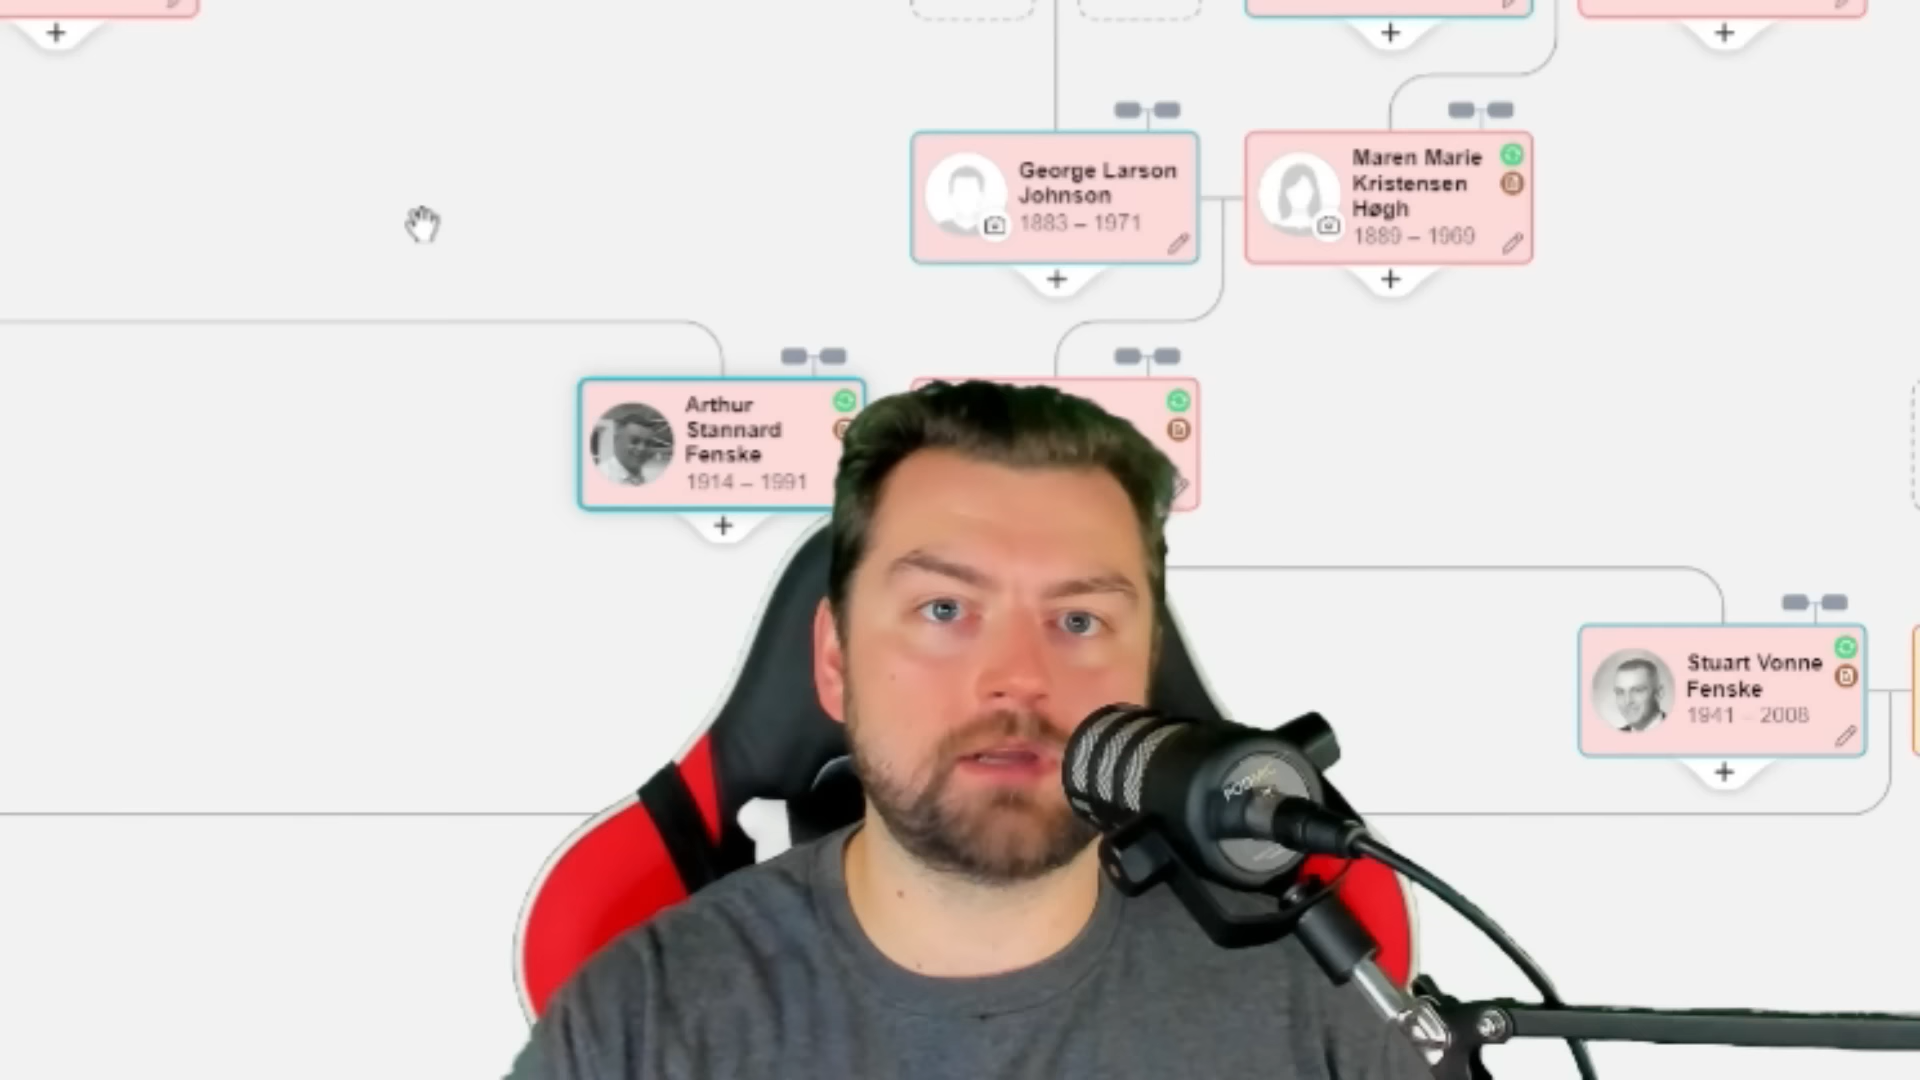 George Larson
Johnson
1883 – 1971
Maren Marie
Kristensen
Høgh
1889 – 1969
Arthur
Stannard
Fenske
1914 – 1991
Stuart Vonne
Fenske
1941 – 2008
PODMIC